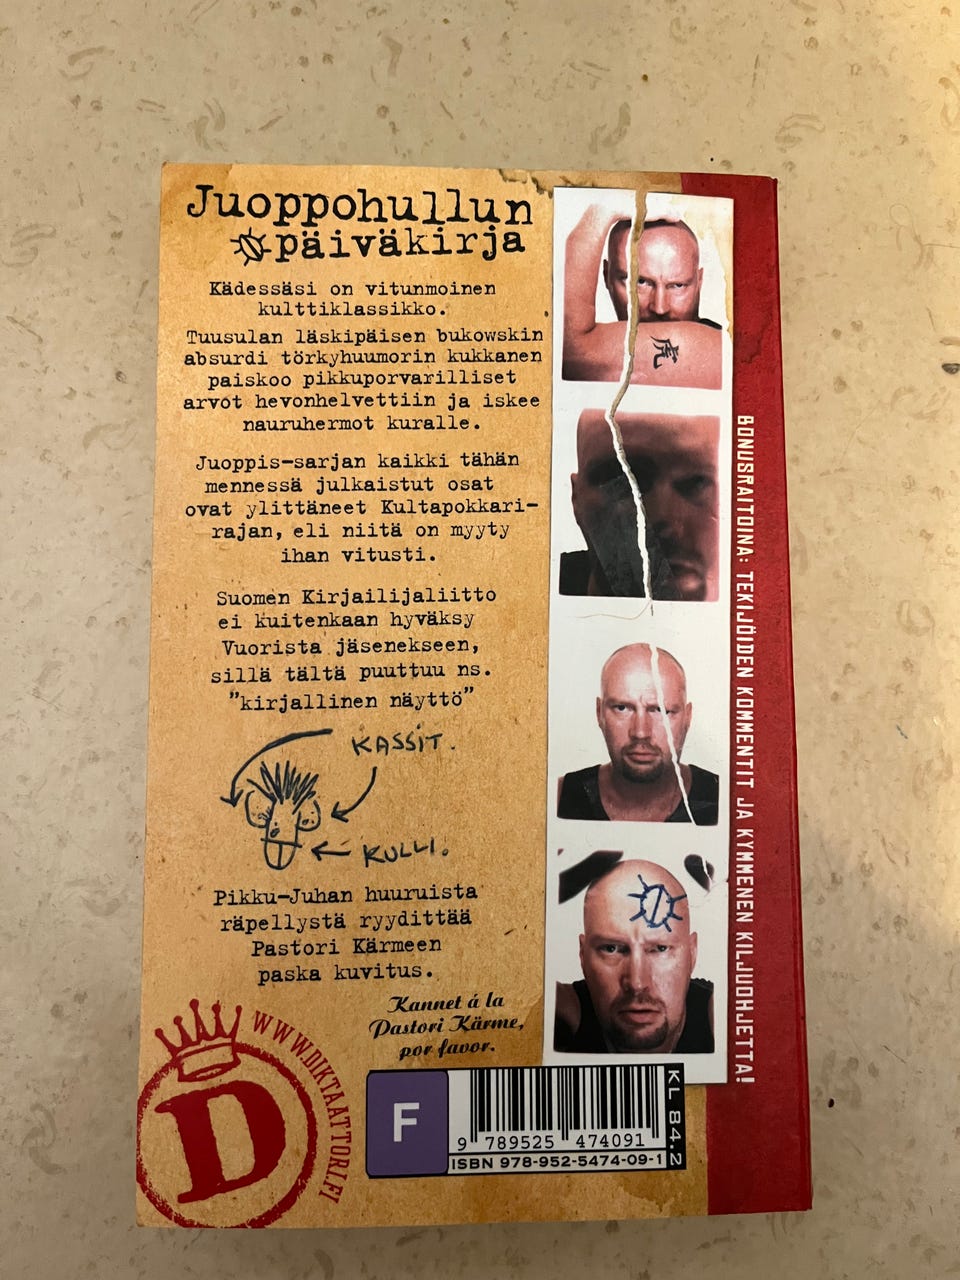 Juoppohullun
päiväkirja
Kädessäsi on vitunmoinen
kulttiklassikko.
Tuusulan läskipäisen bukowskin
absurdi törkyhuumorin kukkanen
paiskoo pikkuporvarilliset
arvot hevonhelvettiin ja iskee
nauruhermot kuralle.
Juoppis-sarjan kaikki tähän
mennessä julkaistut osat
ovat ylittäneet Kultapokkari-
rajan, eli niitä on myyty
ihan vitusti.
Suomen Kirjailijaliitto
ei kuitenkaan hyväksy
Vuorista jäsenekseen,
sillä tältä puuttuu ns.
"kirjallinen näyttö"
KASSIT.
KULLI.
Pikku-Juhan huuruista
räpellystä ryydittää
Pastori Kärmeen
paska kuvitus.
Kannet á la
Pastori Kärme,
por favor.
D
WWW.DIKTAATTORI.FI
F
9 789525 474091
ISBN 978-952-5474-09-1
KL 84.2
虎
BONUSRAITOINA: TEKIJÖIDEN KOMMENTIT JA KYMMENEN KILJUOHJETTA!